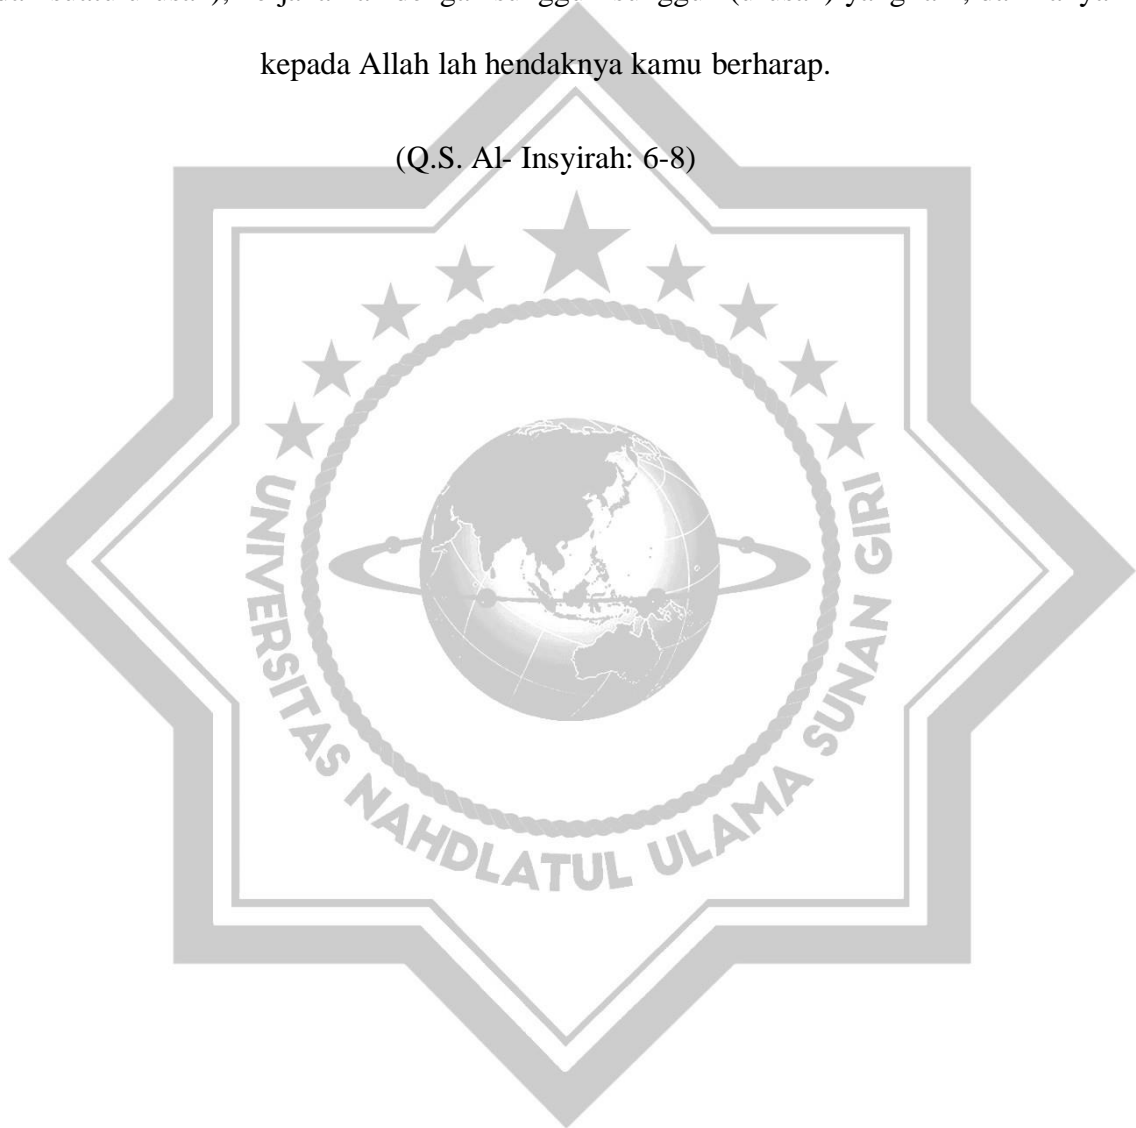 kepada Allah lah hendaknya kamu berharap.
(Q.S. Al- Insyirah: 6-8)
UNIVERSITAS NAHDLATUL ULAMA SUNAN GIRI